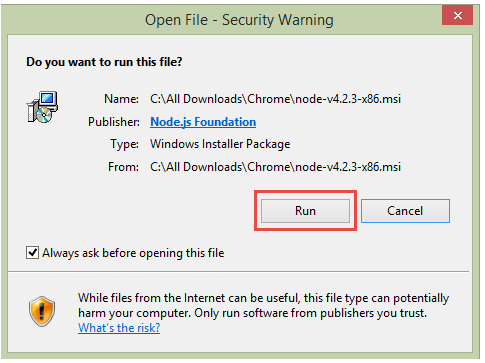 Open File - Security Warning
Do you want to run this file?
Name: C:\All Downloads\Chrome\node-v4.2.3-x86.msi
Publisher: Node.js Foundation
Type: Windows Installer Package
From: C:\All Downloads\Chrome\node-v4.2.3-x86.msi
Run Cancel
Always ask before opening this file
While files from the Internet can be useful, this file type can potentially
harm your computer. Only run software from publishers you trust.
What's the risk?